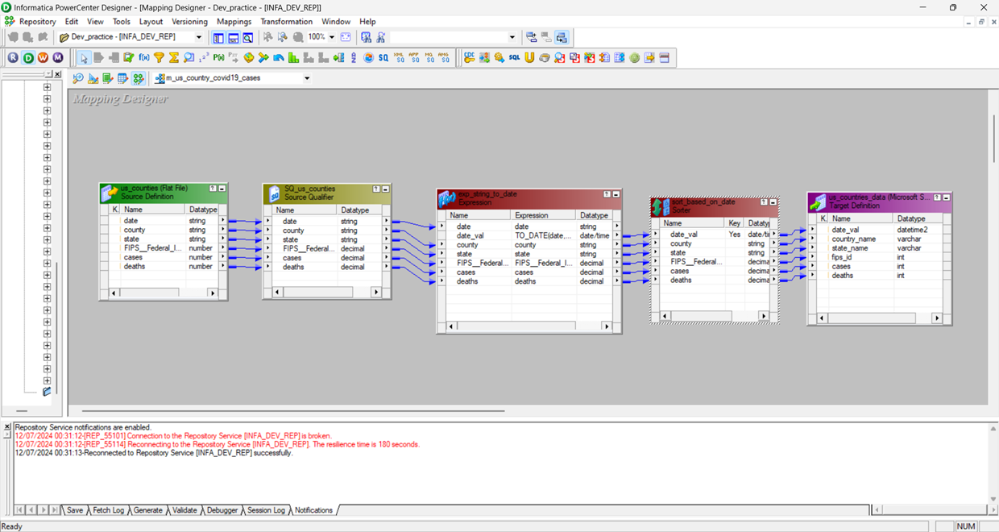 Informatica PowerCenter Designer - [Mapping Designer - Dev_practice - [INFA_DEV_REP]]
Repository Edit View Tools Layout Versioning Mappings Transformation Window Help
Dev_practice - [INFA_DEV_REP] 100%
R D W M f(x) P(x) SQ XML SQ APP SQ MQ SQ AMG SQ CDC SQL
m_us_country_covid19_cases
Mapping Designer
us_counties (Flat File)
Source Definition
K. Name Datatype
date string
county string
state string
FIPS__Federal_I... number
cases number
deaths number
SQ_us_counties
Source Qualifier
Name Datatype
date string
county string
state string
FIPS__Federal... decimal
cases decimal
deaths decimal
exp_string_to_date
Expression
Name Expression Datatype
date date string
date_val TO_DATE(date,... date/time
county county string
state state string
FIPS__Federal... FIPS__Federal_I... decimal
cases cases decimal
deaths deaths decimal
sort_based_on_date
Sorter
Name Key Datatyp
date_val Yes date/ti
county string
state string
FIPS__Federal... decima
cases decima
deaths decima
us_countries_data (Microsoft S...
Target Definition
K. Name Datatype
date_val datetime2
country_name varchar
state_name varchar
fips_id int
cases int
deaths int
Repository Service notifications are enabled.
12/07/2024 00:31:12-[REP_55101] Connection to the Repository Service [INFA_DEV_REP] is broken.
12/07/2024 00:31:12-[REP_55114] Reconnecting to the Repository Service [INFA_DEV_REP]. The resilience time is 180 seconds.
12/07/2024 00:31:13-Reconnected to Repository Service [INFA_DEV_REP] successfully.
Save Fetch Log Generate Validate Debugger Session Log Notifications
Ready NUM